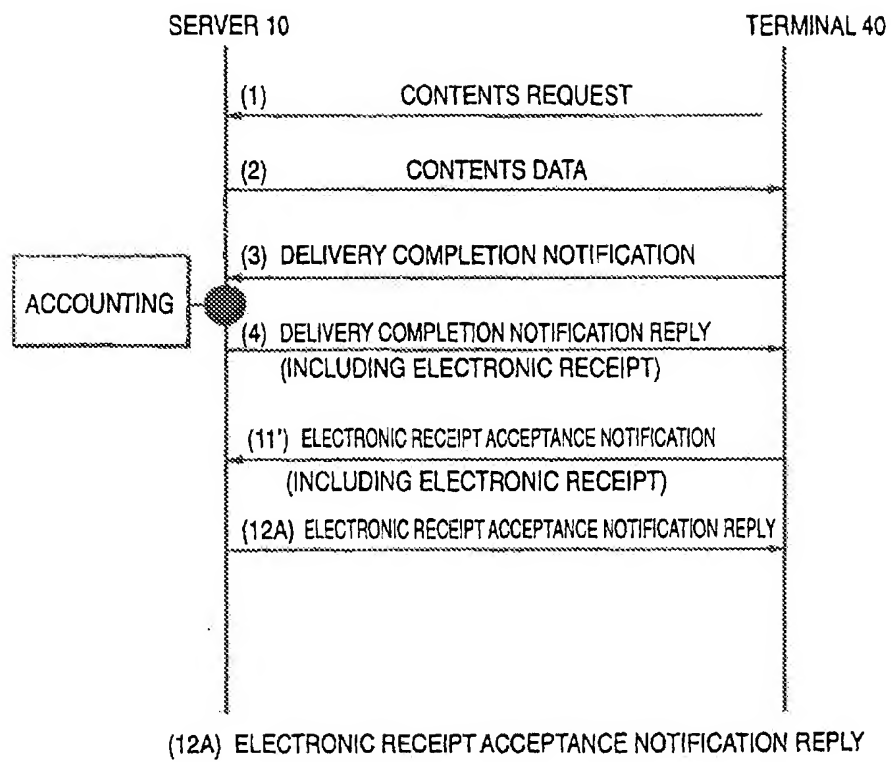 SERVER 10 TERMINAL 40
(1) CONTENTS REQUEST
(2) CONTENTS DATA
(3) DELIVERY COMPLETION NOTIFICATION
ACCOUNTING
(4) DELIVERY COMPLETION NOTIFICATION REPLY
(INCLUDING ELECTRONIC RECEIPT)
(11') ELECTRONIC RECEIPT ACCEPTANCE NOTIFICATION
(INCLUDING ELECTRONIC RECEIPT)
(12A) ELECTRONIC RECEIPT ACCEPTANCE NOTIFICATION REPLY
(12A) ELECTRONIC RECEIPT ACCEPTANCE NOTIFICATION REPLY